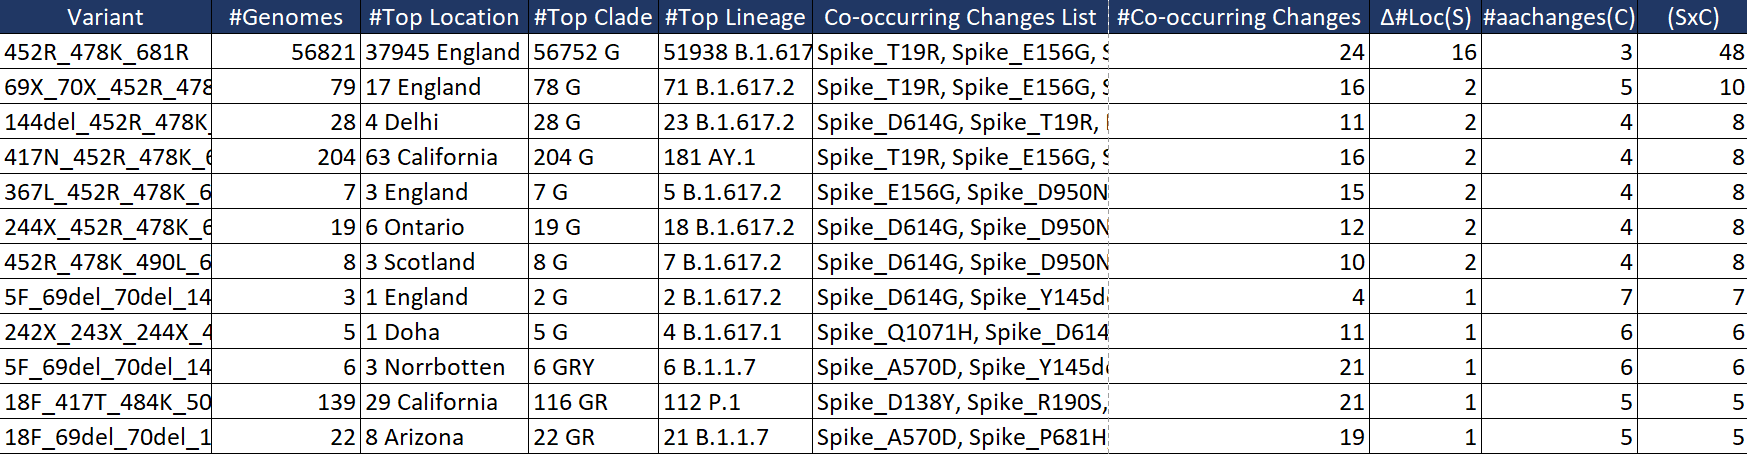 Variant #Genomes #Top Location #Top Clade #Top Lineage Co-occurring Changes List #Co-occurring Changes Δ#Loc(S) #aachanges(C) (SxC)
452R_478K_681R 56821 37945 England 56752 G 51938 B.1.617 Spike_T19R, Spike_E156G, S 24 16 3 48
69X_70X_452R_478 79 17 England 78 G 71 B.1.617.2 Spike_T19R, Spike_E156G, S 16 2 5 10
144del_452R_478K_ 28 4 Delhi 28 G 23 B.1.617.2 Spike_D614G, Spike_T19R, 11 2 4 8
417N_452R_478K_6 204 63 California 204 G 181 AY.1 Spike_T19R, Spike_E156G, S 16 2 4 8
367L_452R_478K_6 7 3 England 7 G 5 B.1.617.2 Spike_E156G, Spike_D950N 15 2 4 8
244X_452R_478K_6 19 6 Ontario 19 G 18 B.1.617.2 Spike_D614G, Spike_D950N 12 2 4 8
452R_478K_490L_6 8 3 Scotland 8 G 7 B.1.617.2 Spike_D614G, Spike_D950N 10 2 4 8
5F_69del_70del_14 3 1 England 2 G 2 B.1.617.2 Spike_D614G, Spike_Y145d 4 1 7 7
242X_243X_244X_4 5 1 Doha 5 G 4 B.1.617.1 Spike_Q1071H, Spike_D614 11 1 6 6
5F_69del_70del_14 6 3 Norrbotten 6 GRY 6 B.1.1.7 Spike_A570D, Spike_Y145d 21 1 6 6
18F_417T_484K_50 139 29 California 116 GR 112 P.1 Spike_D138Y, Spike_R190S, 21 1 5 5
18F_69del_70del_1 22 8 Arizona 22 GR 21 B.1.1.7 Spike_A570D, Spike_P681H 19 1 5 5